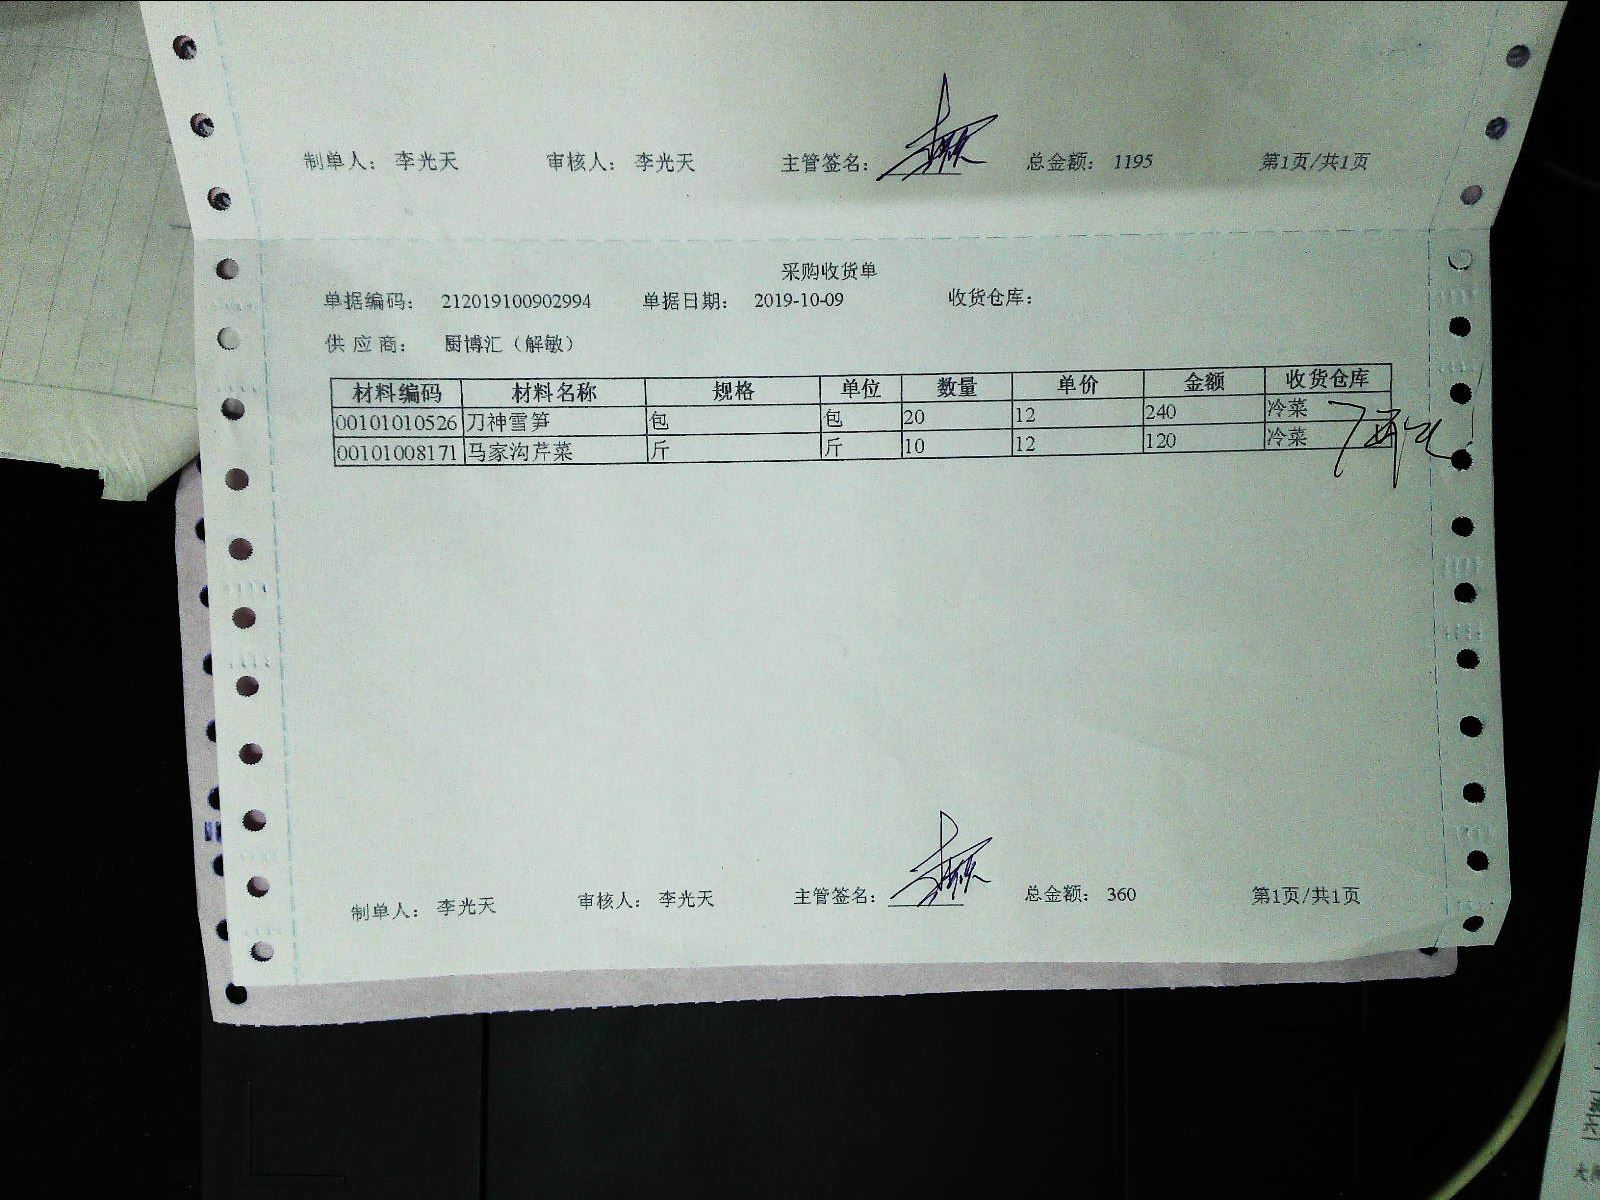 制单人： 李光天 审核人： 李光天 主管签名： 总金额： 1195 第1页/共1页
采购收货单
单据编码： 212019100902994 单据日期： 2019-10-09 收货仓库：
供 应 商： 厨博汇（解敏）
材料编码 材料名称 规格 单位 数量 单价 金额 收货仓库
00101010526 刀神雪笋 包 包 20 12 240 冷菜
00101008171 马家沟芹菜 斤 斤 10 12 120 冷菜
制单人： 李光天 审核人： 李光天 主管签名： 总金额： 360 第1页/共1页